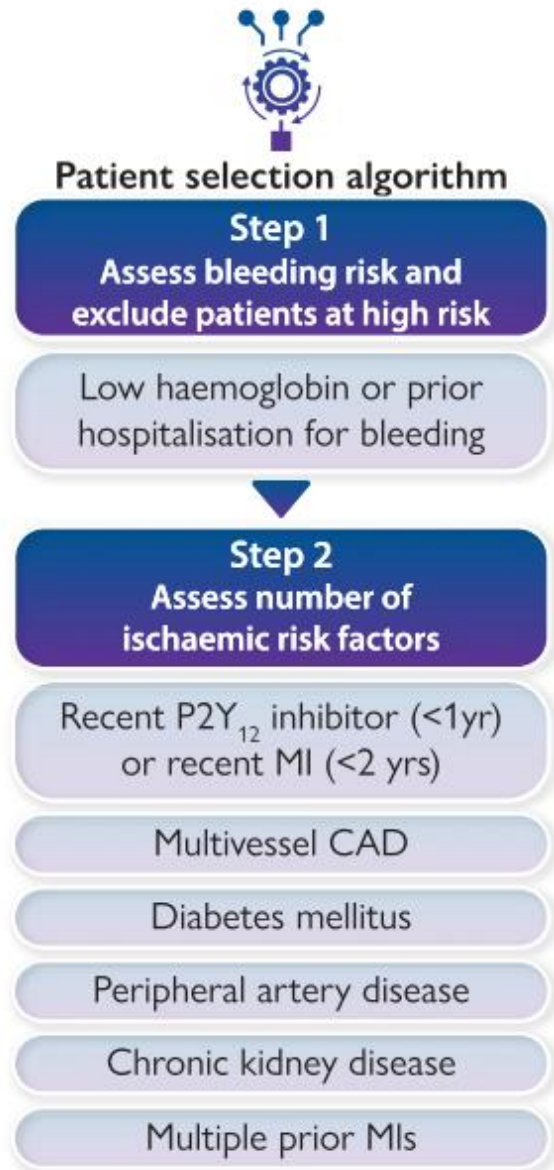 Patient selection algorithm
Step 1
Assess bleeding risk and
exclude patients at high risk
Low haemoglobin or prior
hospitalisation for bleeding
Step 2
Assess number of
ischaemic risk factors
Recent P2Y₁₂ inhibitor (<1yr)
or recent MI (<2 yrs)
Multivessel CAD
Diabetes mellitus
Peripheral artery disease
Chronic kidney disease
Multiple prior MIs